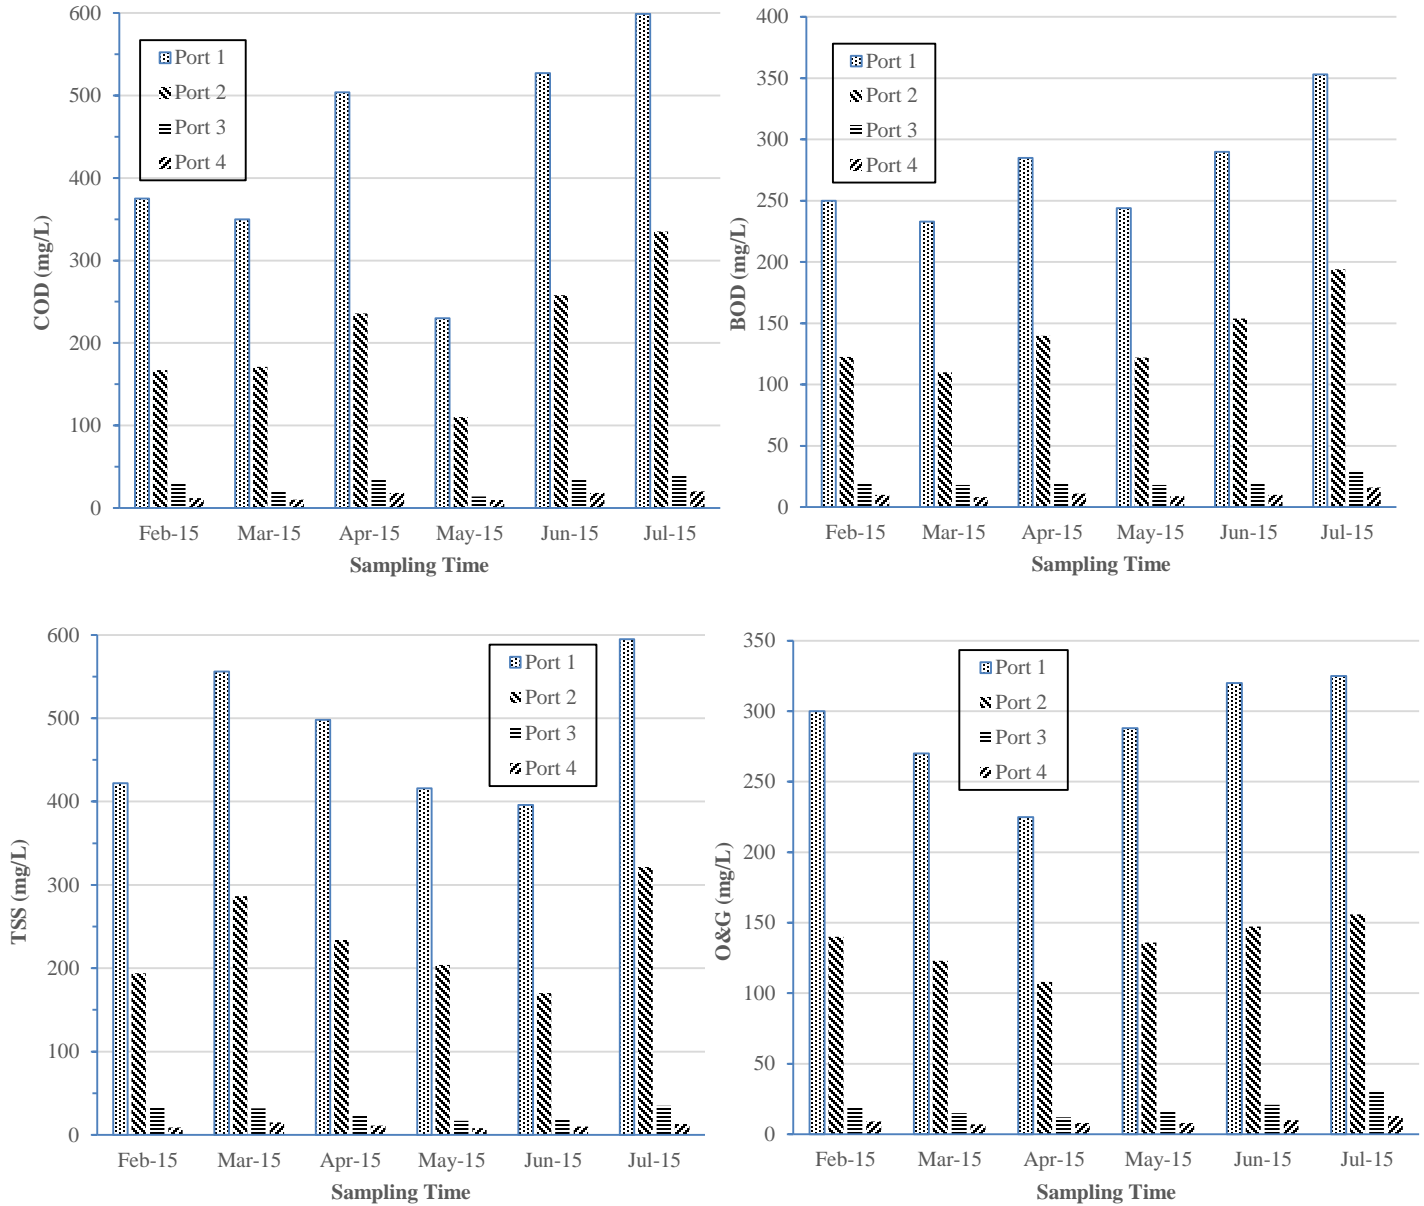 600
500
400
300
200
100
0
COD (mg/L)
Port 1
Port 2
Port 3
Port 4
Feb-15 Mar-15 Apr-15 May-15 Jun-15 Jul-15
Sampling Time
400
350
300
250
200
150
100
50
0
BOD (mg/L)
Port 1
Port 2
Port 3
Port 4
Feb-15 Mar-15 Apr-15 May-15 Jun-15 Jul-15
Sampling Time
600
500
400
300
200
100
0
TSS (mg/L)
Port 1
Port 2
Port 3
Port 4
Feb-15 Mar-15 Apr-15 May-15 Jun-15 Jul-15
Sampling Time
350
300
250
200
150
100
50
0
O&G (mg/L)
Port 1
Port 2
Port 3
Port 4
Feb-15 Mar-15 Apr-15 May-15 Jun-15 Jul-15
Sampling Time